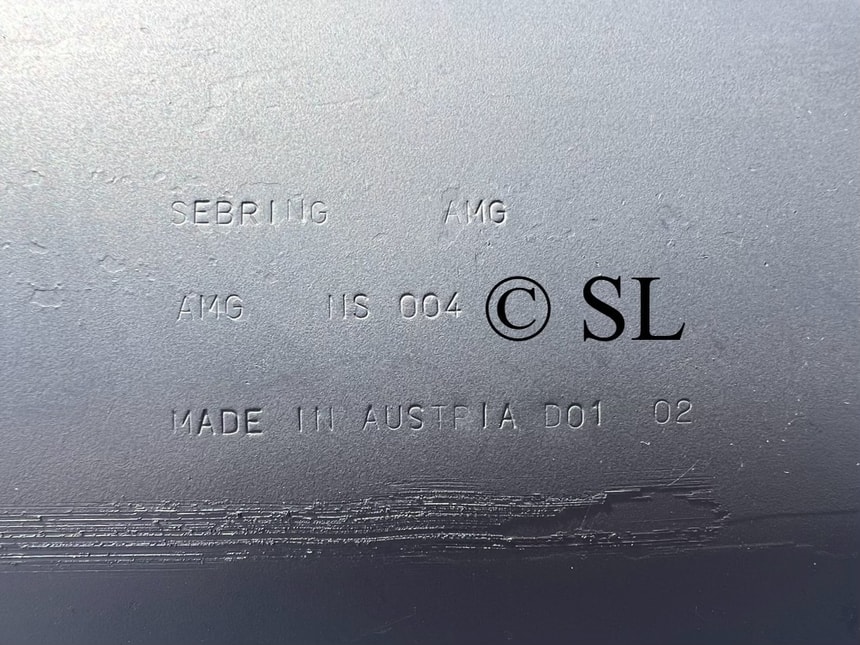 SEBRING AMG
AMG NS 004 © SL
MADE IN AUSTRIA D01 02